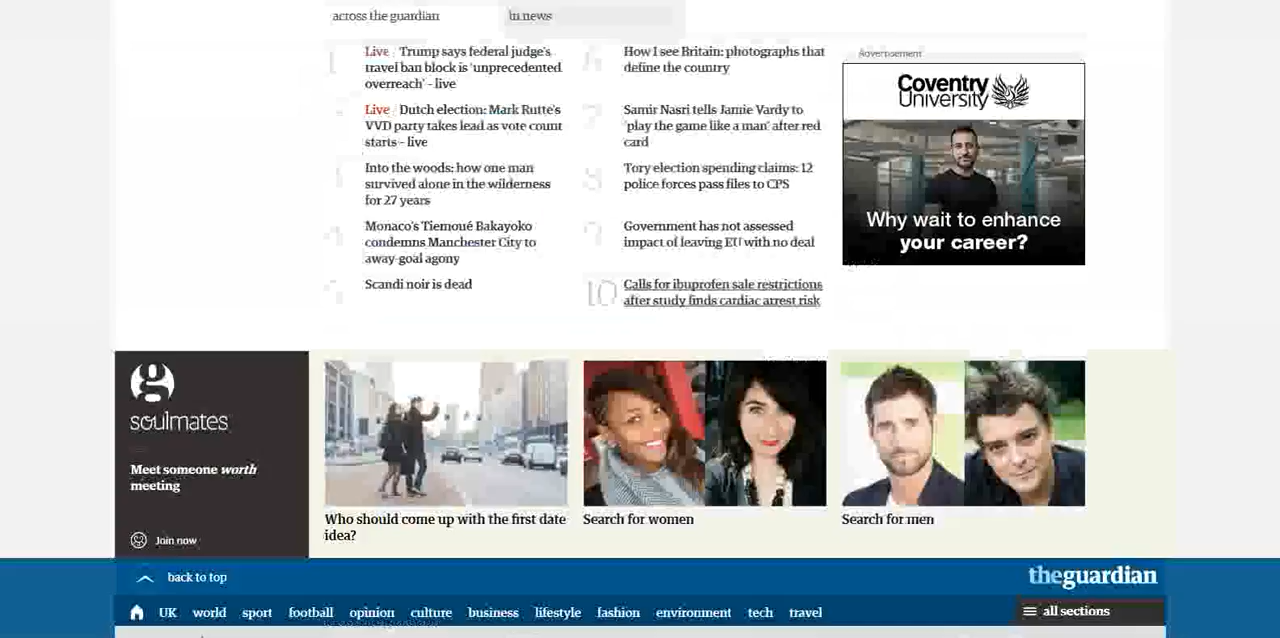 across the guardian
in news
Live Trump says federal judge's
travel ban block is 'unprecedented
overreach' - live
Live Dutch election: Mark Rutte's
VVD party takes lead as vote count
starts – live
Into the woods: how one man
survived alone in the wilderness
for 27 years
Monaco's Tiemoué Bakayoko
condemns Manchester City to
away-goal agony
Scandi noir is dead
How I see Britain: photographs that
define the country
Samir Nasri tells Jamie Vardy to
'play the game like a man' after red
card
Tory election spending claims: 12
police forces pass files to CPS
Government has not assessed
impact of leaving EU with no deal
10
Calls for ibuprofen sale restrictions
after study finds cardiac arrest risk
Advertisement
Coventry
University
Why wait to enhance
your career?
soulmates
Meet someone worth
meeting
Join now
Who should come up with the first date
idea?
Search for women
Search for men
back to top
theguardian
UK world sport football opinion culture business lifestyle fashion environment tech travel
all sections